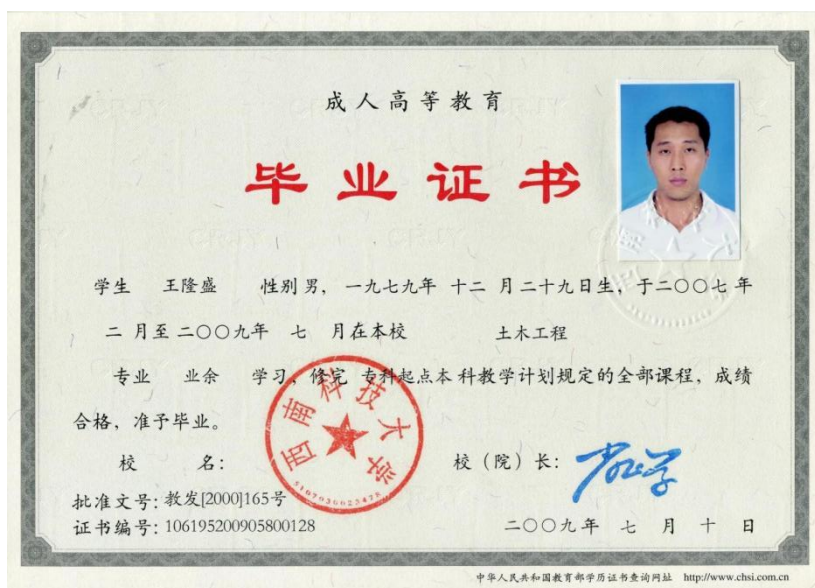 成人高等教育
毕业证书
学生 王隆盛 性别 男，一九七九年 十二 月二十九日生，于二〇〇七年
二 月至二〇〇九年 七 月在本校 土木工程
专业 业余 学习，修完 专科起点本 科教学计划规定的全部课程，成绩
合格，准予毕业。
校 名： 校（院）长：
西南科技大学
批准文号：教发[2000]165号
证书编号：106195200905800128 二〇〇九年 七 月 十 日
中华人民共和国教育部学历证书查询网址 http://www.chsi.com.cn